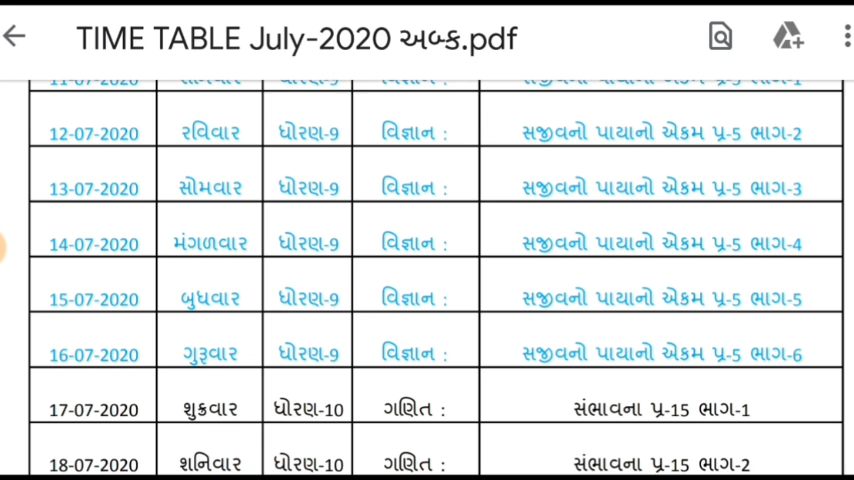 TIME TABLE July-2020 અબ્ક.pdf
12-07-2020 રવિવાર ધોરણ-9 વિજ્ઞાન : સજીવનો પાયાનો એકમ પ્ર-5 ભાગ-2
13-07-2020 સોમવાર ધોરણ-9 વિજ્ઞાન : સજીવનો પાયાનો એકમ પ્ર-5 ભાગ-3
14-07-2020 મંગળવાર ધોરણ-9 વિજ્ઞાન : સજીવનો પાયાનો એકમ પ્ર-5 ભાગ-4
15-07-2020 બુધવાર ધોરણ-9 વિજ્ઞાન : સજીવનો પાયાનો એકમ પ્ર-5 ભાગ-5
16-07-2020 ગુરૂવાર ધોરણ-9 વિજ્ઞાન : સજીવનો પાયાનો એકમ પ્ર-5 ભાગ-6
17-07-2020 શુક્રવાર ધોરણ-10 ગણિત : સંભાવના પ્ર-15 ભાગ-1
18-07-2020 શનિવાર ધોરણ-10 ગણિત : સંભાવના પ્ર-15 ભાગ-2